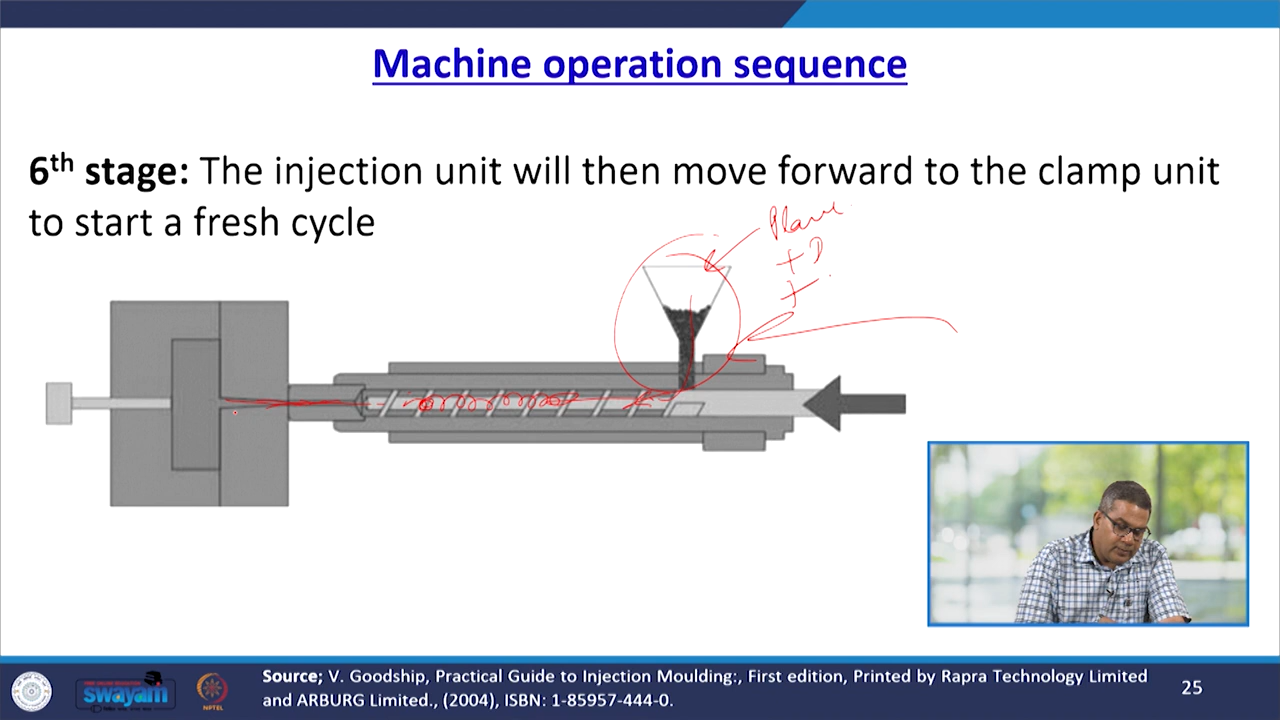 Machine operation sequence
6th stage: The injection unit will then move forward to the clamp unit
to start a fresh cycle
+
+
swayam
NPTEL
Source; V. Goodship, Practical Guide to Injection Moulding:, First edition, Printed by Rapra Technology Limited
and ARBURG Limited., (2004), ISBN: 1-85957-444-0.
25